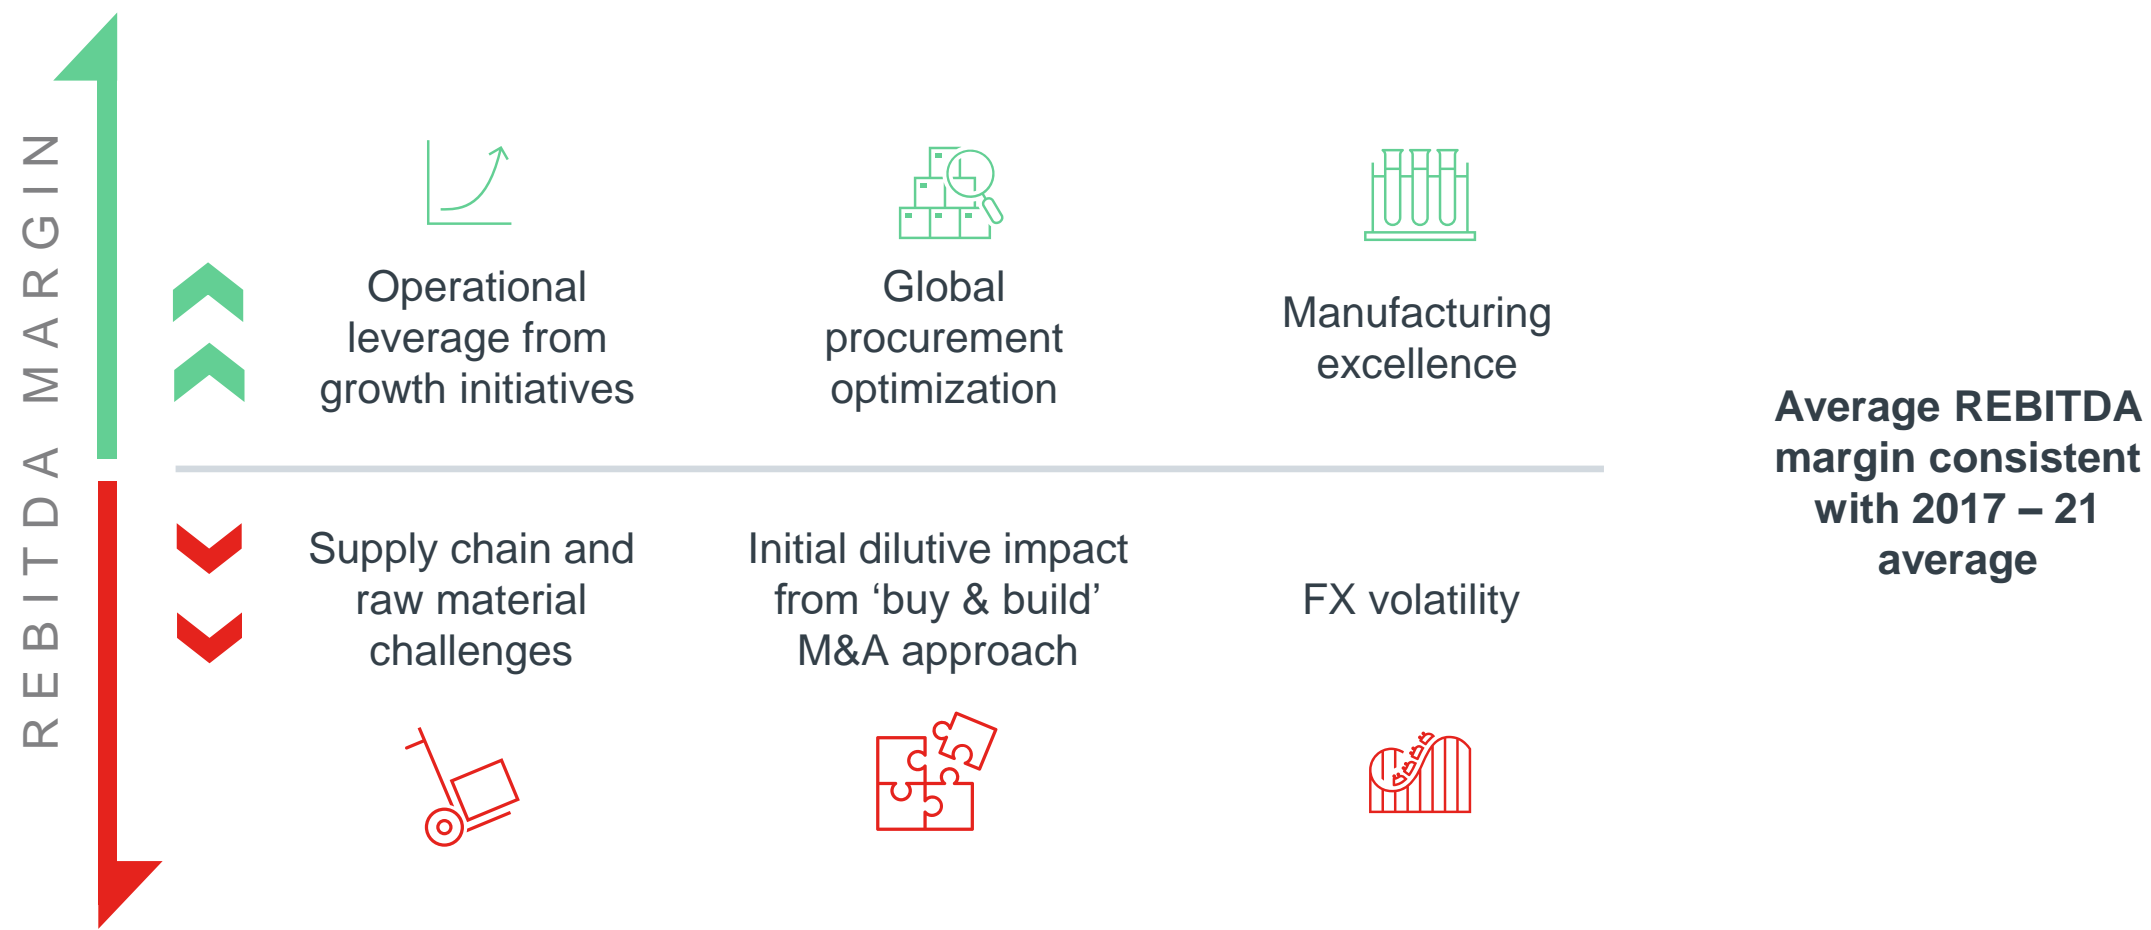 REBITDA MARGIN
Operational
leverage from
growth initiatives
Global
procurement
optimization
Manufacturing
excellence
Supply chain and
raw material
challenges
Initial dilutive impact
from ‘buy & build’
M&A approach
FX volatility
Average REBITDA
margin consistent
with 2017 – 21
average